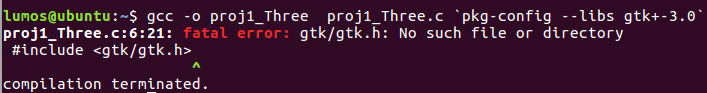 lumos@ubuntu:~$ gcc -o proj1_Three  proj1_Three.c `pkg-config --libs gtk+-3.0`
proj1_Three.c:6:21: fatal error: gtk/gtk.h: No such file or directory
 #include <gtk/gtk.h>
                     ^
compilation terminated.